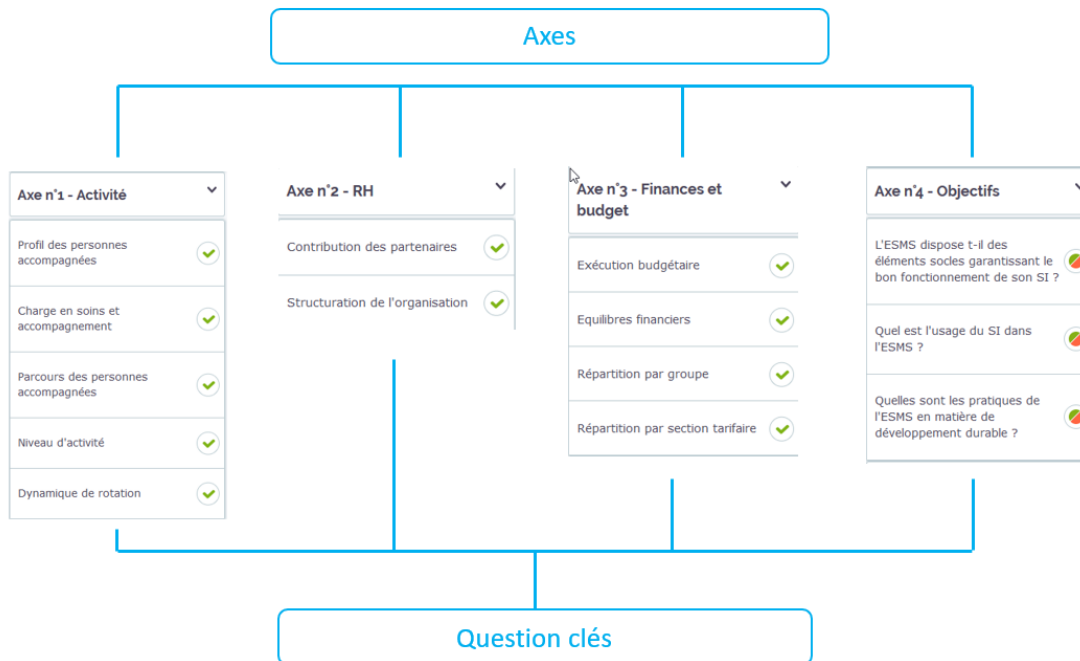 Axes
Axe n°1 - Activité
Profil des personnes
accompagnées
Charge en soins et
accompagnement
Parcours des personnes
accompagnées
Niveau d'activité
Dynamique de rotation
Axe n°2 - RH
Contribution des partenaires
Structuration de l'organisation
Axe n°3 - Finances et
budget
Exécution budgétaire
Equilibres financiers
Répartition par groupe
Répartition par section tarifaire
Axe n°4 - Objectifs
L'ESMS dispose t-il des
éléments socles garantissant le
bon fonctionnement de son SI ?
Quel est l'usage du SI dans
l'ESMS ?
Quelles sont les pratiques de
l'ESMS en matière de
développement durable ?
Question clés